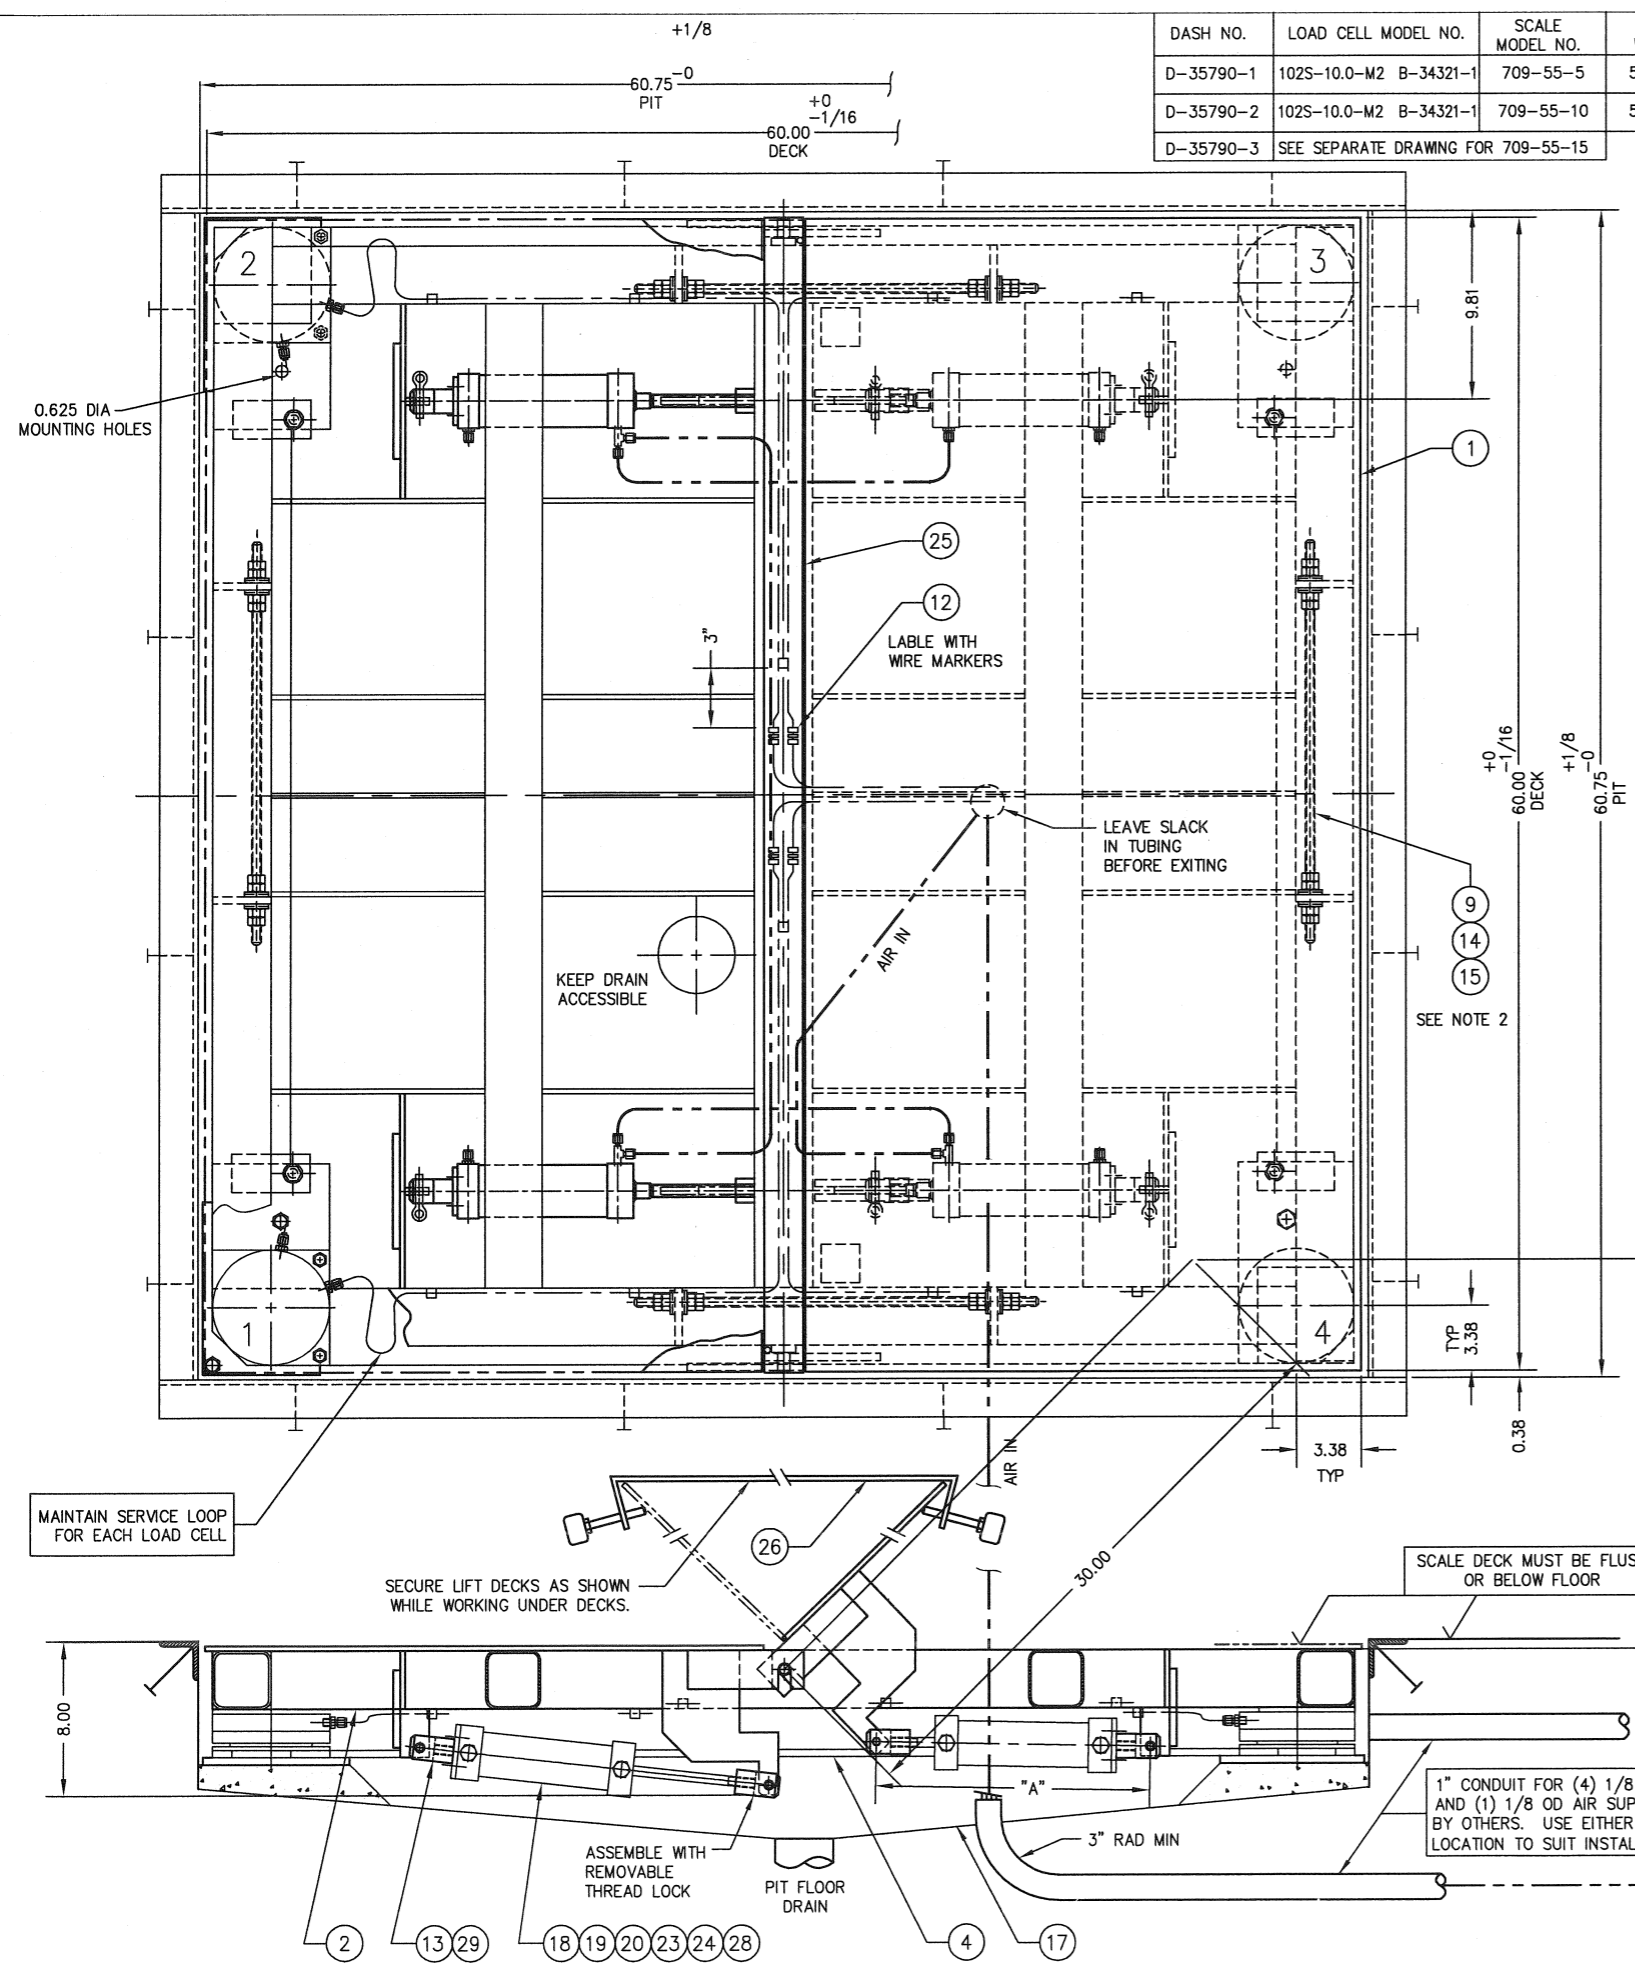 +1/8
60.75 -0
PIT
+0
-1/16
60.00
DECK
DASH NO. LOAD CELL MODEL NO. SCALE MODEL NO.
D-35790-1 102S-10.0-M2 B-34321-1 709-55-5 5
D-35790-2 102S-10.0-M2 B-34321-1 709-55-10 5
D-35790-3 SEE SEPARATE DRAWING FOR 709-55-15
2
3
0.625 DIA
MOUNTING HOLES
9.81
1
25
12
LABLE WITH
WIRE MARKERS
3"
+0
-1/16
60.00
DECK
+1/8
-0
60.75
PIT
LEAVE SLACK
IN TUBING
BEFORE EXITING
AIR IN
KEEP DRAIN
ACCESSIBLE
9
14
15
SEE NOTE 2
1
4
TYP
3.38
0.38
3.38
TYP
AIR IN
MAINTAIN SERVICE LOOP
FOR EACH LOAD CELL
26
30.00
SECURE LIFT DECKS AS SHOWN
WHILE WORKING UNDER DECKS.
SCALE DECK MUST BE FLUS
OR BELOW FLOOR
8.00
"A"
1" CONDUIT FOR (4) 1/8
AND (1) 1/8 OD AIR SUP
BY OTHERS. USE EITHER
LOCATION TO SUIT INSTAL
3" RAD MIN
ASSEMBLE WITH
REMOVABLE
THREAD LOCK
PIT FLOOR
DRAIN
2
13 29
18 19 20 23 24 28
4
17